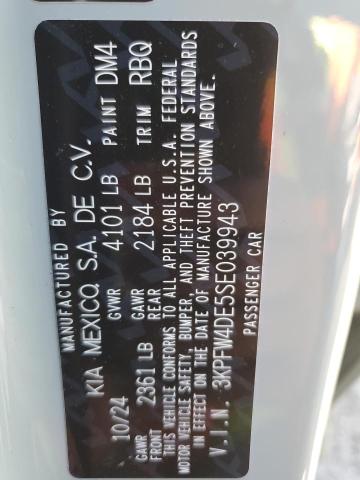 MANUFACTURED BY
KIA MEXICO, S.A. DE C.V.
10/24 GVWR 4101 LB PAINT DM4
GAWR FRONT 2361 LB GAWR REAR 2184 LB TRIM RBQ
THIS VEHICLE CONFORMS TO ALL APPLICABLE U.S.A. FEDERAL
MOTOR VEHICLE SAFETY, BUMPER, AND THEFT PREVENTION STANDARDS
IN EFFECT ON THE DATE OF MANUFACTURE SHOWN ABOVE.
V.I.N. 3KPFW4DE5SE039943
PASSENGER CAR